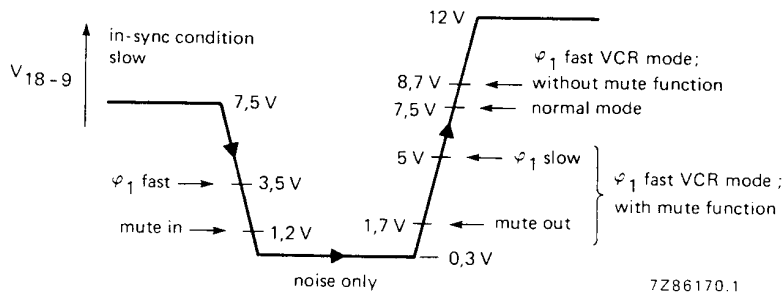 12 V
in-sync condition
slow
V18-9
φ1 fast VCR mode;
8,7 V
without mute function
7,5 V
7,5 V
normal mode
5 V
φ1 slow
φ1 fast
3,5 V
φ1 fast VCR mode;
with mute function
mute in
1,2 V
1,7 V
mute out
0,3 V
noise only
7Z86170.1